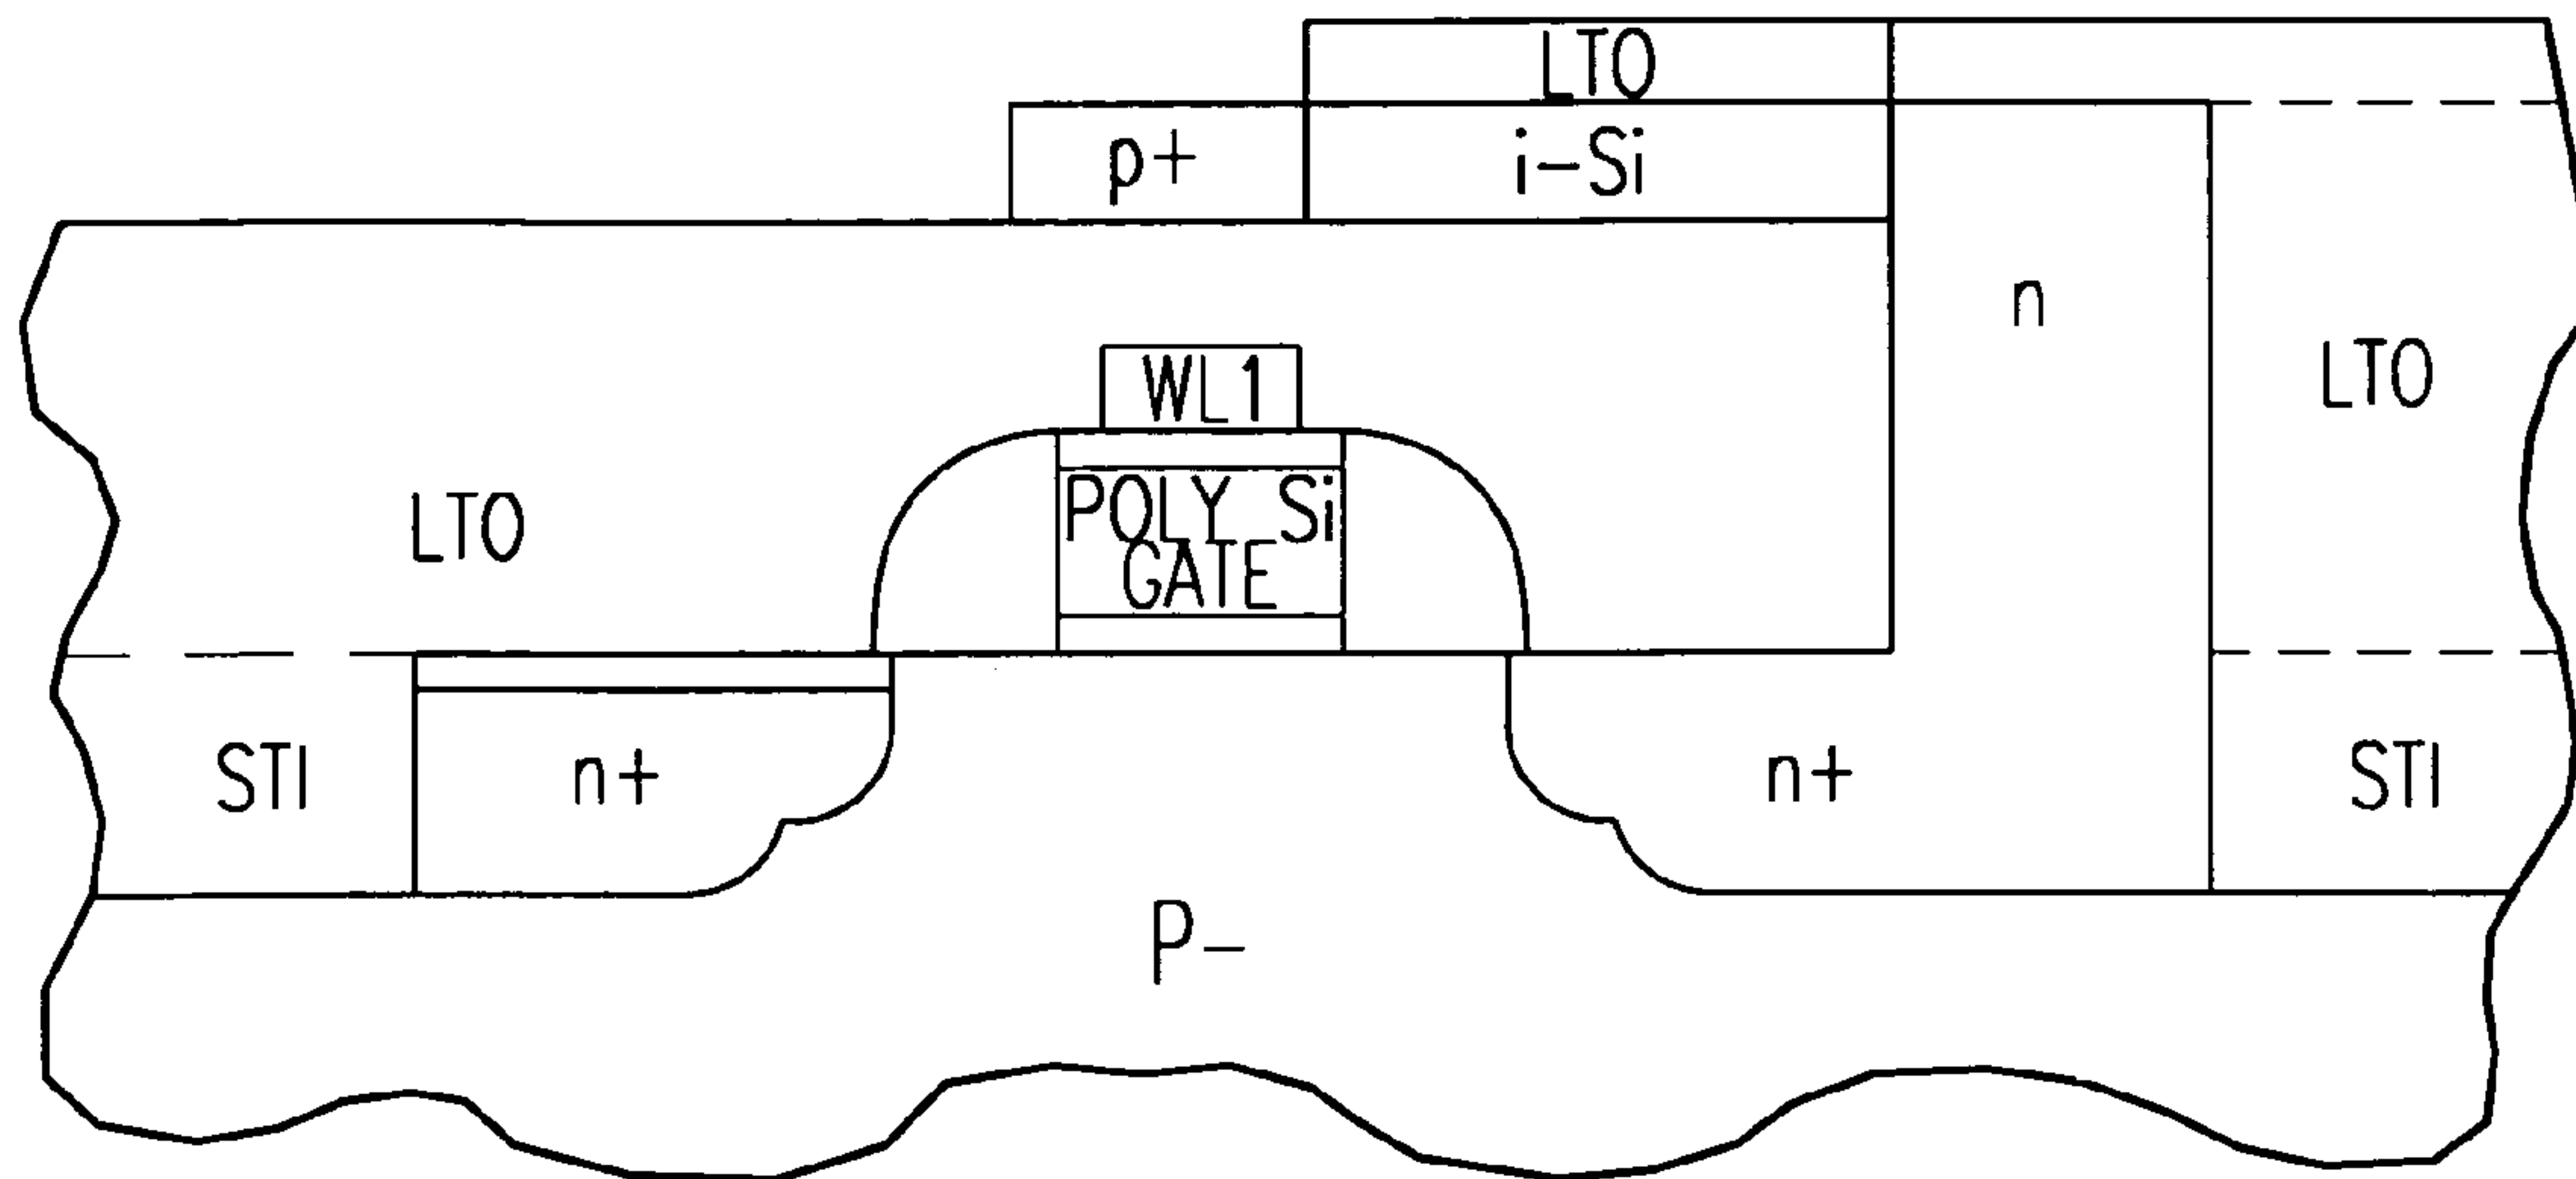 LTO
p+
i-Si
n
WL1
LTO
POLY Si
GATE
LTO
STI
n+
n+
STI
P-